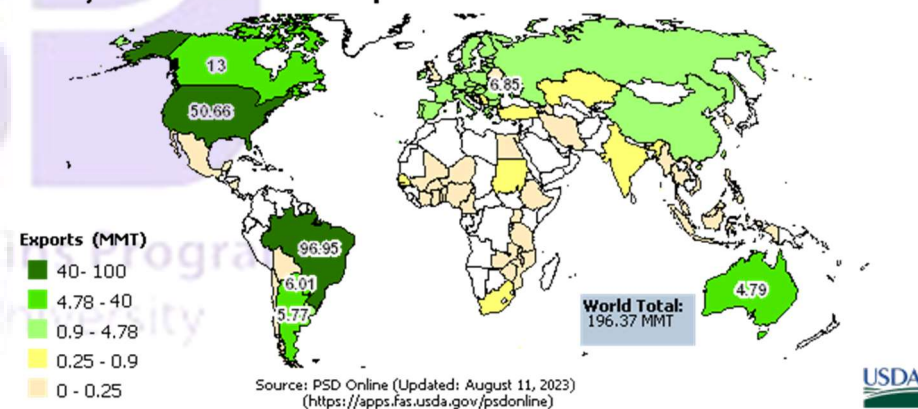 13
50.66
6.85
96.95
6.01
5.77
4.79
Exports (MMT)
40- 100
4.78 - 40
0.9 - 4.78
0.25 - 0.9
0 - 0.25
World Total:
196.37 MMT
Source: PSD Online (Updated: August 11, 2023)
(https://apps.fas.usda.gov/psdonline)
USDA